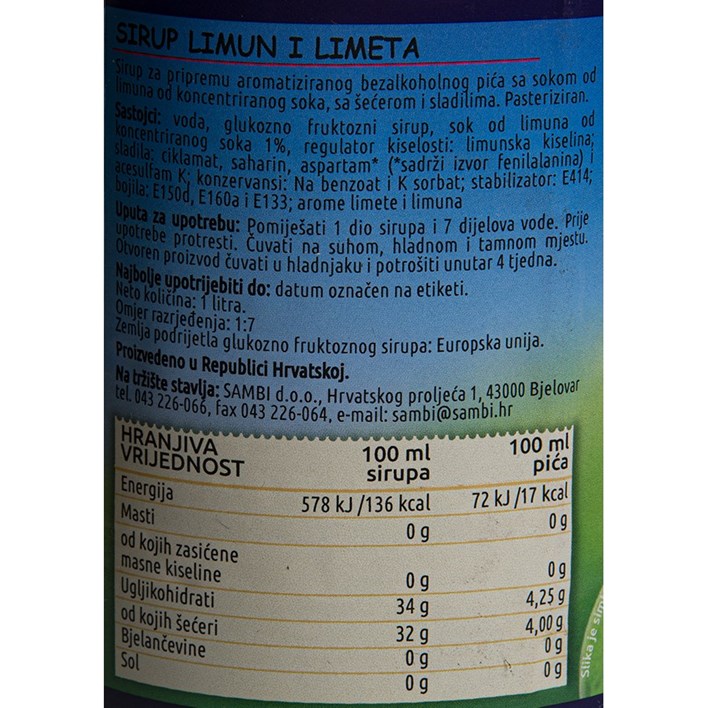 SIRUP LIMUN I LIMETA
Sirup za pripremu aromatiziranog bezalkoholnog pića sa sokom od
limuna od koncentriranog soka, sa šećerom i sladilima. Pasteriziran.
Sastojci: voda, glukozno fruktozni sirup, sok od limuna od
koncentriranog soka 1%, regulator kiselosti: limunska kiselina;
sladila: ciklamat, saharin, aspartam* (*sadrži izvor fenilalanina) i
acesulfam K; konzervansi: Na benzoat i K sorbat; stabilizator: E414;
bojila: E150d, E160a i E133; arome limete i limuna
Uputa za upotrebu: Pomiješati 1 dio sirupa i 7 dijelova vode. Prije
upotrebe protresti. Čuvati na suhom, hladnom i tamnom mjestu.
Otvoren proizvod čuvati u hladnjaku i potrošiti unutar 4 tjedna.
Najbolje upotrijebiti do: datum označen na etiketi.
Neto količina: 1 litra.
Omjer razrjeđenja: 1:7
Zemlja podrijetla glukozno fruktoznog sirupa: Europska unija.
Proizvedeno u Republici Hrvatskoj.
Na tržište stavlja: SAMBI d.o.o., Hrvatskog proljeća 1, 43000 Bjelovar
tel. 043 226-066, fax 043 226-064, e-mail: sambi@sambi.hr
HRANJIVA VRIJEDNOST 100 ml sirupa 100 ml pića
Energija 578 kJ /136 kcal 72 kJ /17 kcal
Masti 0 g 0 g
od kojih zasićene
masne kiseline 0 g 0 g
Ugljikohidrati 34 g 4,25 g
od kojih šećeri 32 g 4,00 g
Bjelančevine 0 g 0 g
Sol 0 g 0 g
Slika je